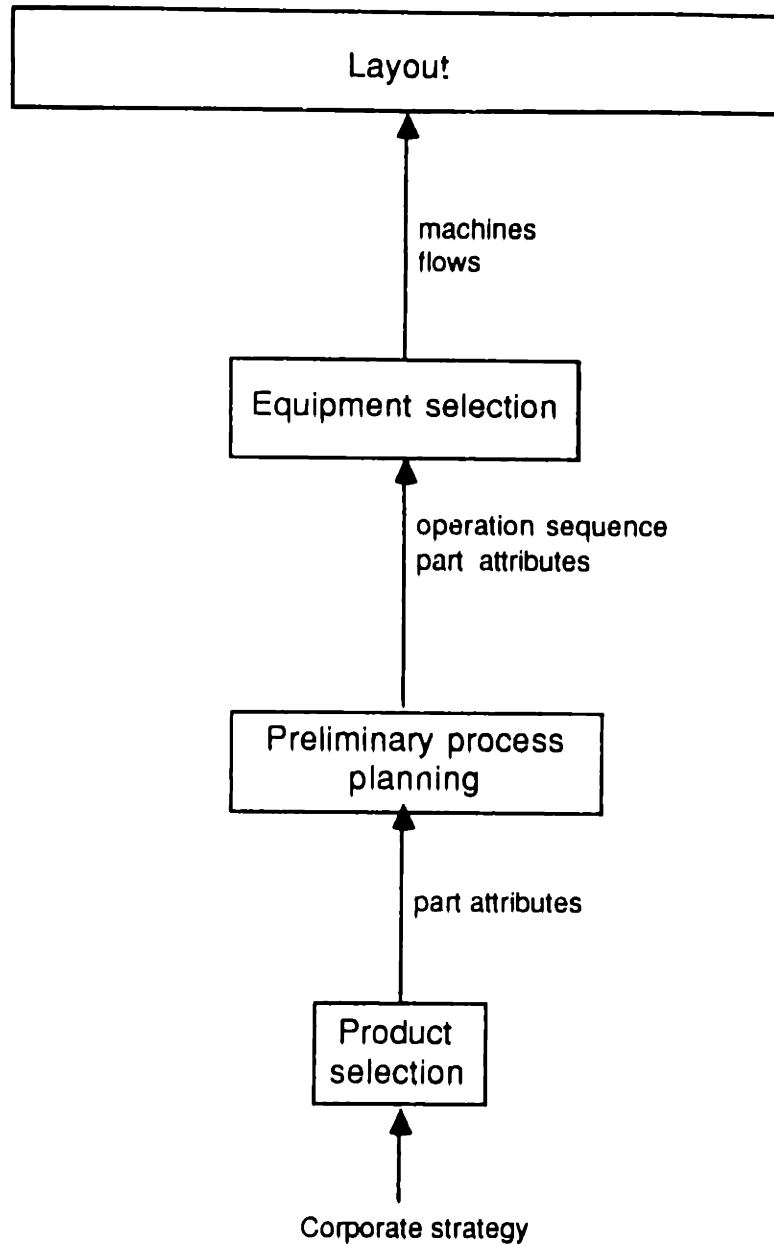 Layout
machines
flows
Equipment selection
operation sequence
part attributes
Preliminary process
planning
part attributes
Product
selection
Corporate strategy